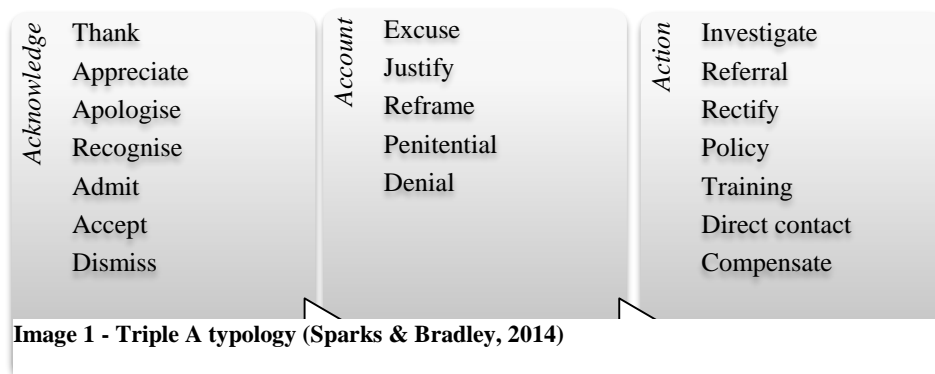 Acknowledge
Thank
Appreciate
Apologise
Recognise
Admit
Accept
Dismiss
Account
Excuse
Justify
Reframe
Penitential
Denial
Action
Investigate
Referral
Rectify
Policy
Training
Direct contact
Compensate
Image 1 - Triple A typology (Sparks & Bradley, 2014)